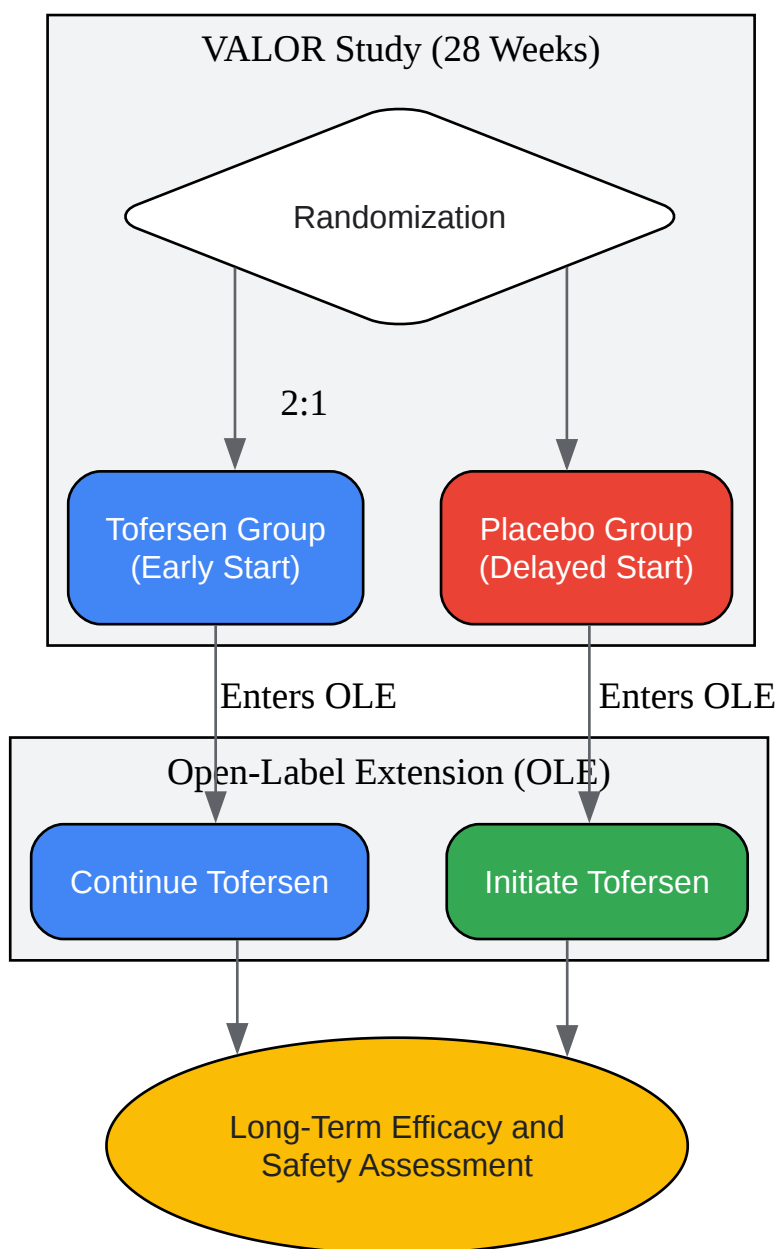 VALOR Study (28 Weeks)
Randomization
2:1
Tofersen Group
(Early Start)
Placebo Group
(Delayed Start)
Enters OLE
Enters OLE
Open-Label Extension (OLE)
Continue Tofersen
Initiate Tofersen
Long-Term Efficacy and
Safety Assessment